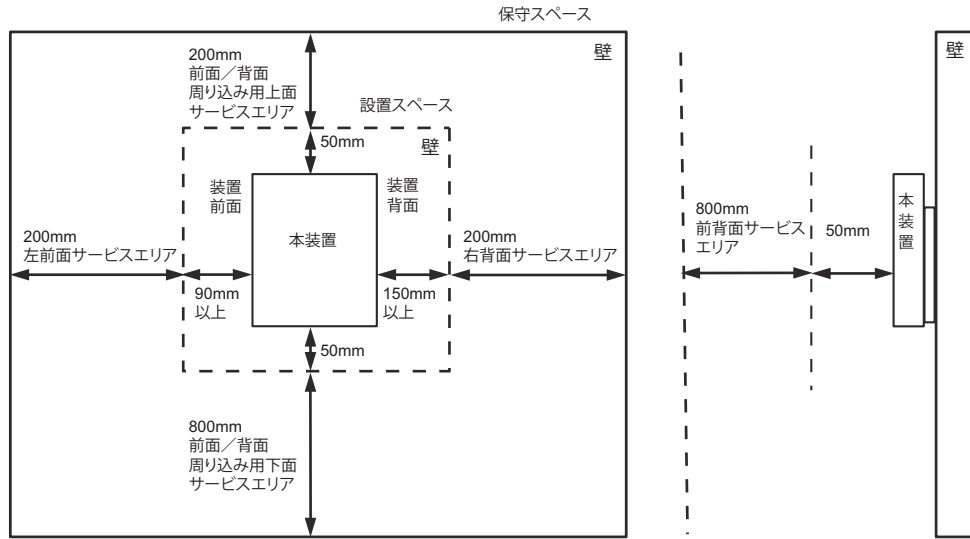 保守スペース
壁
200mm
前面／背面
周り込み用上面
サービスエリア
設置スペース
50mm
壁
装置
前面
装置
背面
本装置
200mm
左前面サービスエリア
200mm
右背面サービスエリア
90mm
以上
150mm
以上
50mm
800mm
前面／背面
周り込み用下面
サービスエリア
壁
本装置
800mm
前背面サービス
エリア
50mm